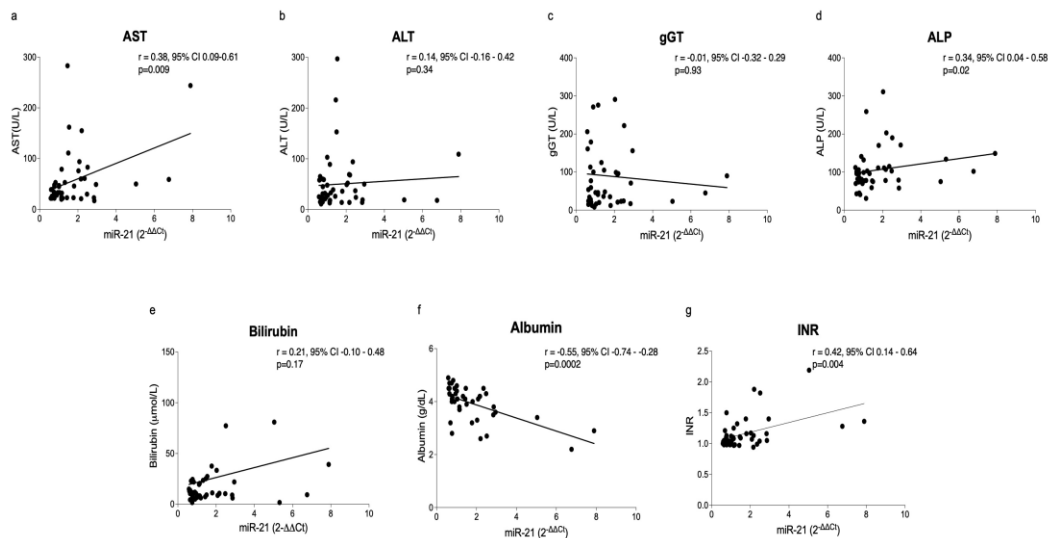 a
AST
r = 0.38, 95% CI 0.09-0.61
p=0.009
AST(U/L)
300
200
100
0
0 2 4 6 8 10
miR-21 (2-ΔΔCt)
b
ALT
r = 0.14, 95% CI -0.16 - 0.42
p=0.34
ALT (U/L)
300
200
100
0
0 2 4 6 8 10
miR-21 (2-ΔΔCt)
c
gGT
r = -0.01, 95% CI -0.32 - 0.29
p=0.93
gGT (U/L)
400
300
200
100
0
0 2 4 6 8 10
miR-21 (2-ΔΔCt)
d
ALP
r = 0.34, 95% CI 0.04 - 0.58
p=0.02
ALP (U/L)
400
300
200
100
0
0 2 4 6 8 10
miR-21 (2-ΔΔCt)
e
Bilirubin
r = 0.21, 95% CI -0.10 - 0.48
p=0.17
Bilirubin (µmol/L)
150
100
50
0
0 2 4 6 8 10
miR-21 (2-ΔΔCt)
f
Albumin
r = -0.55, 95% CI -0.74 - -0.28
p=0.0002
Albumin (g/dL)
6
4
2
0
0 2 4 6 8 10
miR-21 (2-ΔΔCt)
g
INR
r = 0.42, 95% CI 0.14 - 0.64
p=0.004
INR
2.5
2.0
1.5
1.0
0.5
0 2 4 6 8 10
miR-21 (2-ΔΔCt)